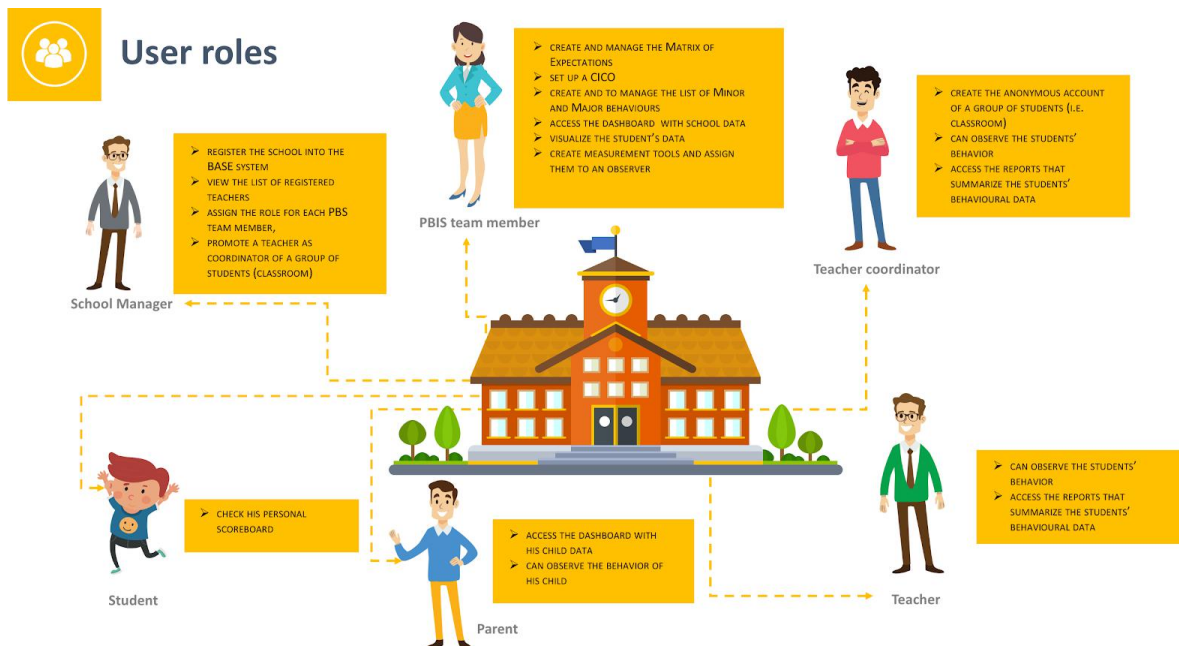 User roles
➢ CREATE AND MANAGE THE MATRIX OF
EXPECTATIONS
➢ SET UP A CICO
➢ CREATE AND TO MANAGE THE LIST OF MINOR
AND MAJOR BEHAVIOURS
➢ ACCESS THE DASHBOARD WITH SCHOOL DATA
➢ VISUALIZE THE STUDENT'S DATA
➢ CREATE MEASUREMENT TOOLS AND ASSIGN
THEM TO AN OBSERVER
PBIS team member
➢ CREATE THE ANONYMOUS ACCOUNT
OF A GROUP OF STUDENTS (I.E.
CLASSROOM)
➢ CAN OBSERVE THE STUDENTS'
BEHAVIOR
➢ ACCESS THE REPORTS THAT
SUMMARIZE THE STUDENTS'
BEHAVIOURAL DATA
Teacher coordinator
➢ REGISTER THE SCHOOL INTO THE
BASE SYSTEM
➢ VIEW THE LIST OF REGISTERED
TEACHERS
➢ ASSIGN THE ROLE FOR EACH PBS
TEAM MEMBER,
➢ PROMOTE A TEACHER AS
COORDINATOR OF A GROUP OF
STUDENTS (CLASSROOM)
School Manager
➢ CHECK HIS PERSONAL
SCOREBOARD
Student
➢ ACCESS THE DASHBOARD WITH
HIS CHILD DATA
➢ CAN OBSERVE THE BEHAVIOR OF
HIS CHILD
Parent
➢ CAN OBSERVE THE STUDENTS'
BEHAVIOR
➢ ACCESS THE REPORTS THAT
SUMMARIZE THE STUDENTS'
BEHAVIOURAL DATA
Teacher